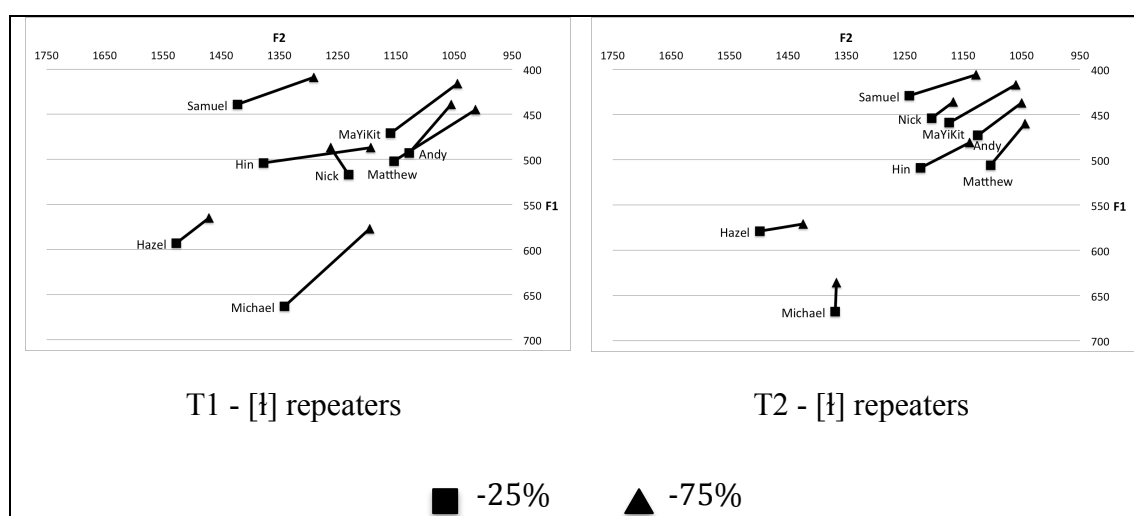 F2
1750 1550 1450 1350 1250 1150 1050 950
400
Samuel
450
MaYiKit
Hin
Andy
500
Nick
Matthew
550 F1
Hazel
600
Michael
650
700
F2
1750 1550 1450 1350 1250 1150 1050 950
400
Samuel
450
Nick
MaYiKit
Andy
500
Hin
Matthew
550 F1
Hazel
600
650
Michael
700
T1 - [ɫ] repeaters
T2 - [ɫ] repeaters
-25% -75%